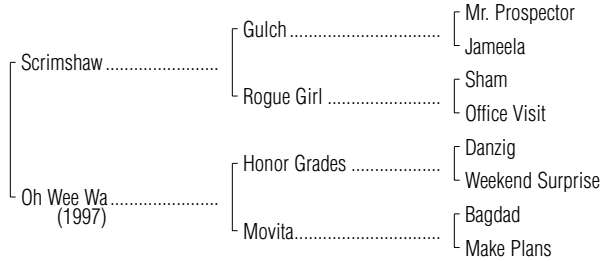 Mr. Prospector
Gulch ..............................
Jameela
Scrimshaw ......................
Sham
Rogue Girl ......................
Office Visit
Danzig
Honor Grades .................
Weekend Surprise
Oh Wee Wa .....................
(1997)
Bagdad
Movita.............................
Make Plans